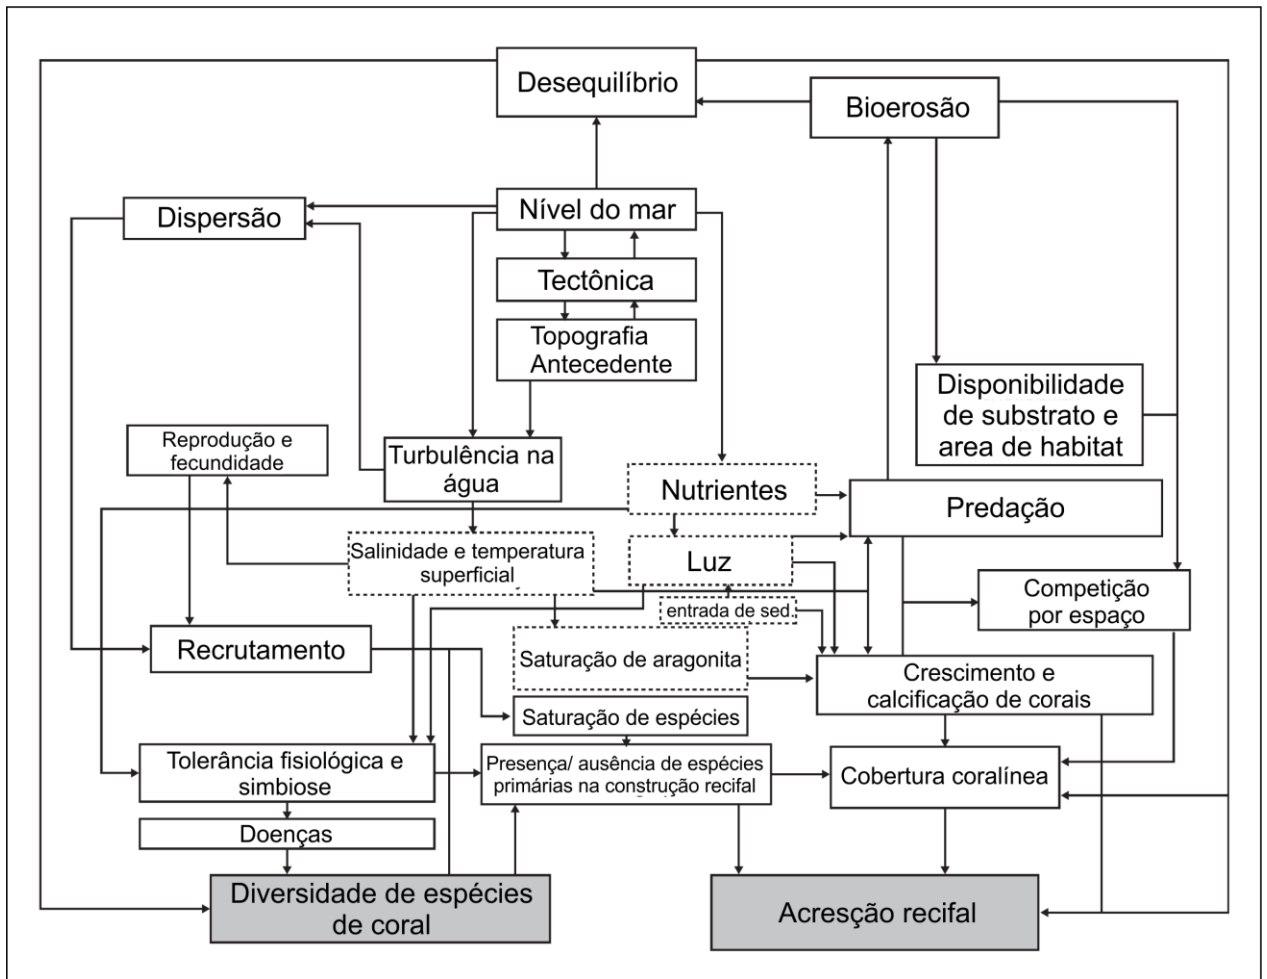 Desequilíbrio
Bioerosão
Dispersão
Nível do mar
Tectônica
Topografia
Antecedente
Disponibilidade
de substrato e
area de habitat
Reprodução e
fecundidade
Turbulência na
água
Nutrientes
Predação
Salinidade e temperatura
superficial
Luz
entrada de sed.
Competição
por espaço
Recrutamento
Saturação de aragonita
Crescimento e
calcificação de corais
Saturação de espécies
Tolerância fisiológica e
simbiose
Presença/ ausência de espécies
primárias na construção recifal
Cobertura coralínea
Doenças
Diversidade de espécies
de coral
Acresção recifal